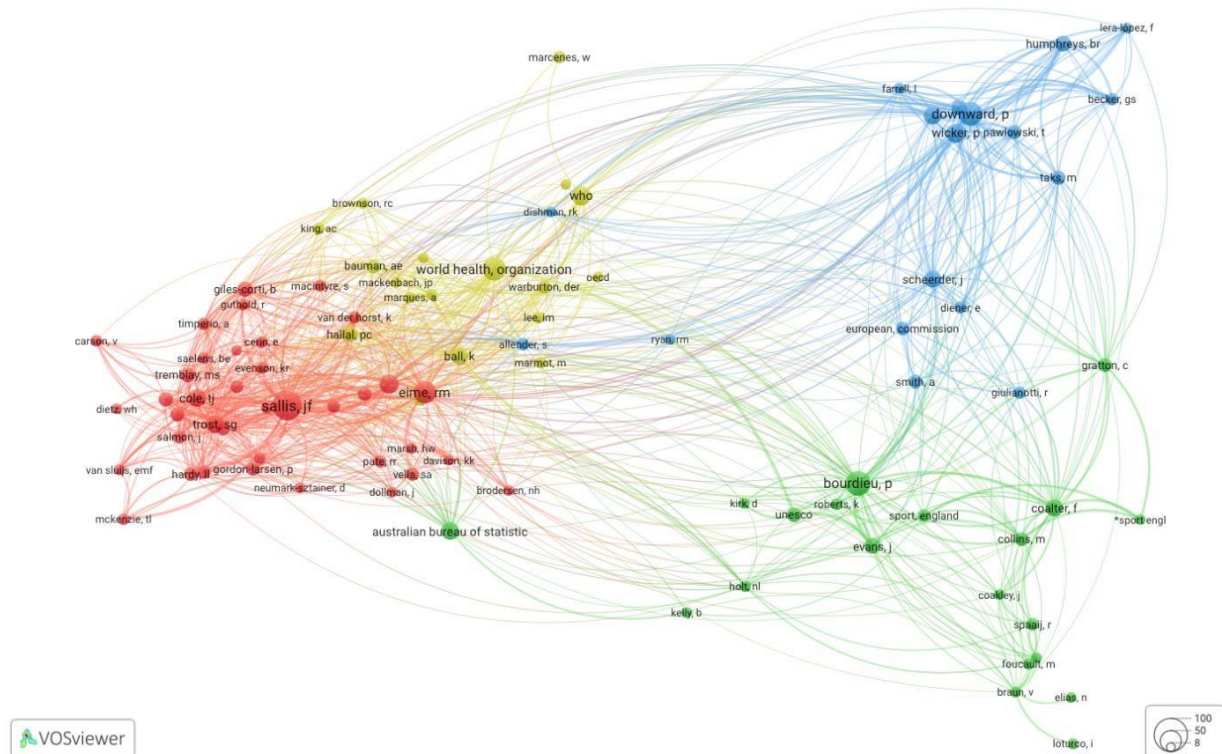 lera-lópez, f
humphreys, br
marcenes, w
farrell, l
becker, gs
downward, p
wicker, p
pawlowski, t
taks, m
who
brownson, rc
dishman, rk
king, ac
bauman, ae
world health, organization
oecd
mackenbach, jp
warburton, der
scheerder, j
giles-corti, b
macintyre, s
marques, a
guthold, r
diener, e
timperio, a
van der horst, k
lee, im
european, commission
hallal, pc
carson, v
cerin, e
allender, s
ryan, rm
saelens, be
ball, k
marmot, m
evenson, kr
gratton, c
tremblay, ms
smith, a
eime, rm
giulianotti, r
cole, tj
dietz, wh
sallis, jf
trost, sg
salmon, j
marsh, hw
pate, rr
davison, kk
van sluijs, emf
hardy, ll
gordon-larsen, p
vella, sa
bourdieu, p
neumark-sztainer, d
dollman, j
brodersen, nh
kirk, d
roberts, k
unesco
sport, england
coalter, f
mckenzie, tl
*sport engl
australian bureau of statistic
collins, m
evans, j
holt, nl
coakley, j
kelly, b
spaaij, r
foucault, m
braun, v
elias, n
loturco, i
VOSviewer
100
50
8